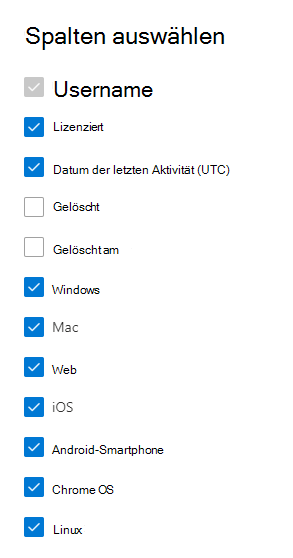 Spalten auswählen
Username
Lizenziert
Datum der letzten Aktivität (UTC)
Gelöscht
Gelöscht am
Windows
Mac
Web
iOS
Android-Smartphone
Chrome OS
Linux